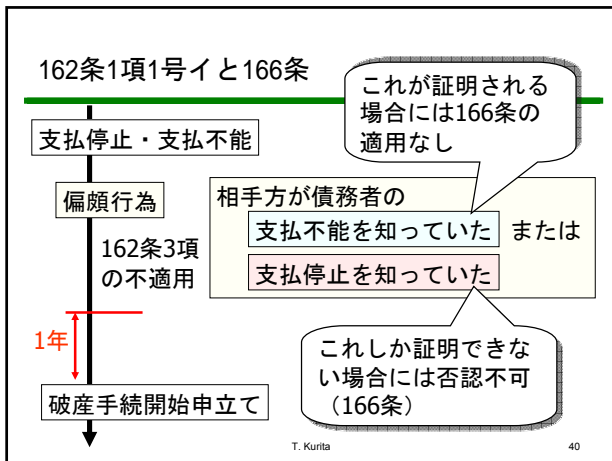 162条1項1号イと166条
これが証明される
場合には166条の
適用なし
支払停止・支払不能
偏頗行為
相手方が債務者の
支払不能を知っていた または
支払停止を知っていた
162条3項
の不適用
1年
これしか証明できな
い場合には否認不可
（166条）
破産手続開始申立て
T. Kurita
40